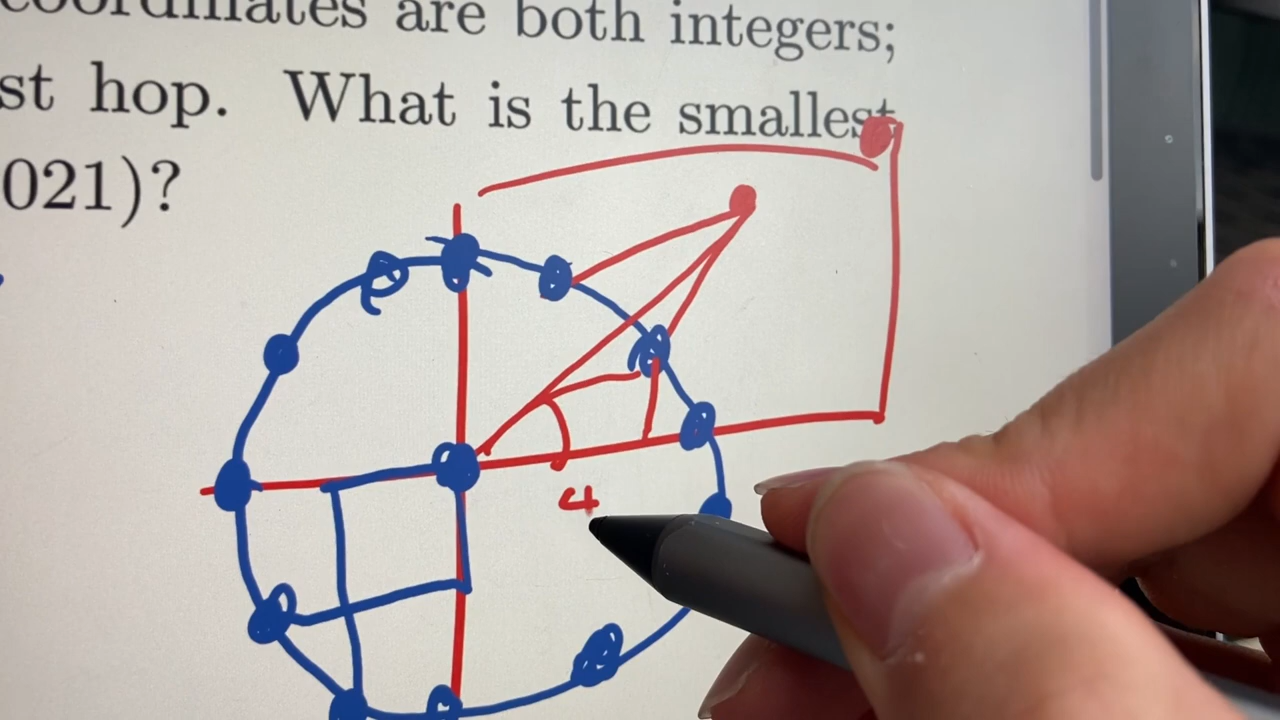 coordinates are both integers;
st hop. What is the smallest
021)?
4